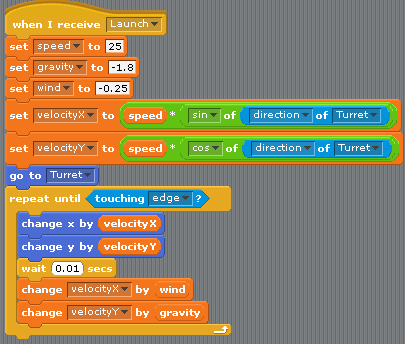 when I receive Launch
set speed to 25
set gravity to -1.8
set wind to -0.25
set velocityX to speed * sin of direction of Turret
set velocityY to speed * cos of direction of Turret
go to Turret
repeat until touching edge ?
change x by velocityX
change y by velocityY
wait 0.01 secs
change velocityX by wind
change velocityY by gravity